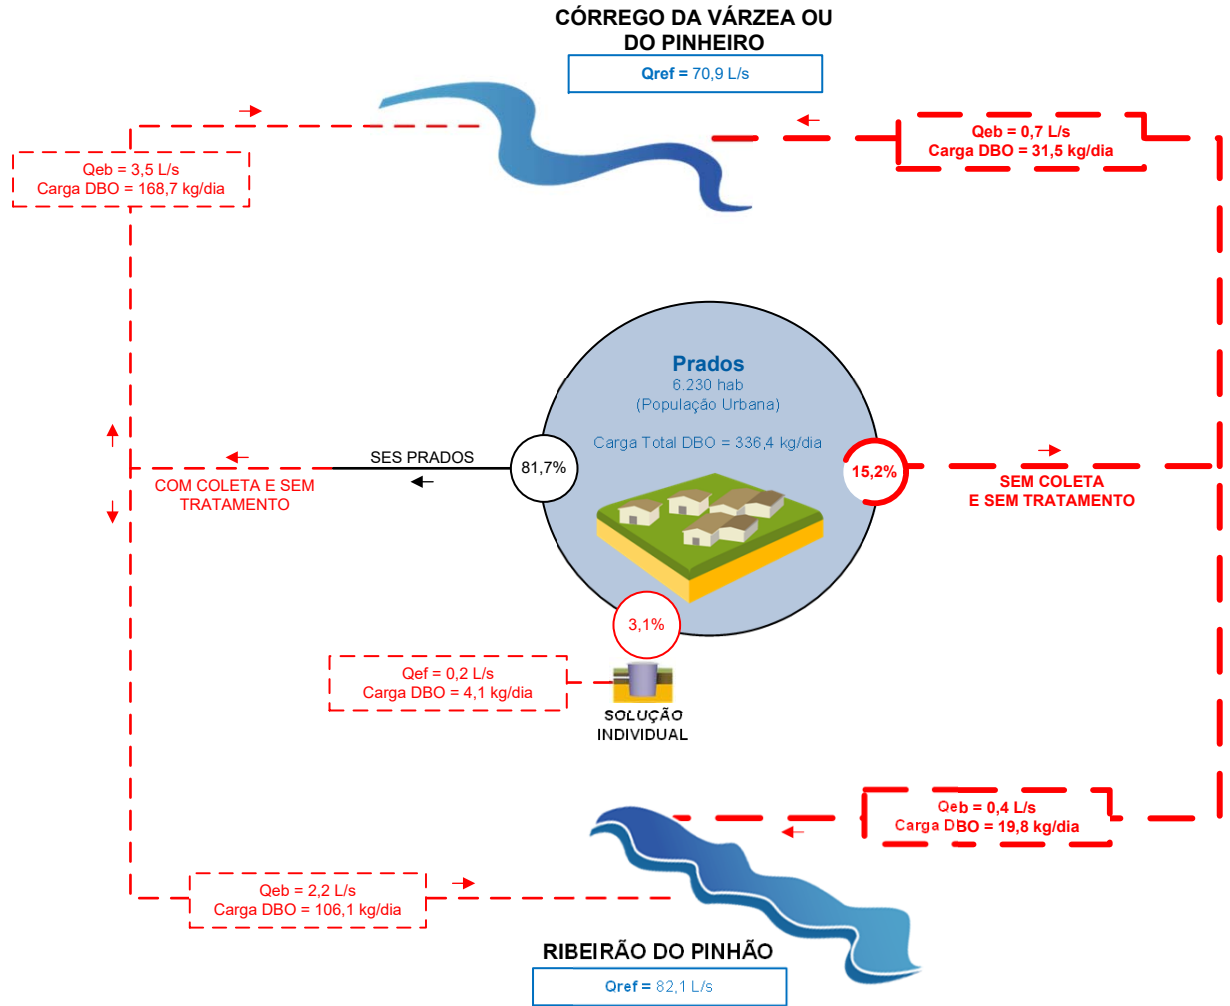 CÓRREGO DA VÁRZEA OU
DO PINHEIRO
Qref = 70,9 L/s
Qeb = 3,5 L/s
Carga DBO = 168,7 kg/dia
Qeb = 0,7 L/s
Carga DBO = 31,5 kg/dia
Prados
6.230 hab
(População Urbana)
Carga Total DBO = 336,4 kg/dia
SES PRADOS
81,7%
15,2%
COM COLETA E SEM
TRATAMENTO
SEM COLETA
E SEM TRATAMENTO
3,1%
Qef = 0,2 L/s
Carga DBO = 4,1 kg/dia
SOLUÇÃO
INDIVIDUAL
Qeb = 0,4 L/s
Carga DBO = 19,8 kg/dia
Qeb = 2,2 L/s
Carga DBO = 106,1 kg/dia
RIBEIRÃO DO PINHÃO
Qref = 82,1 L/s